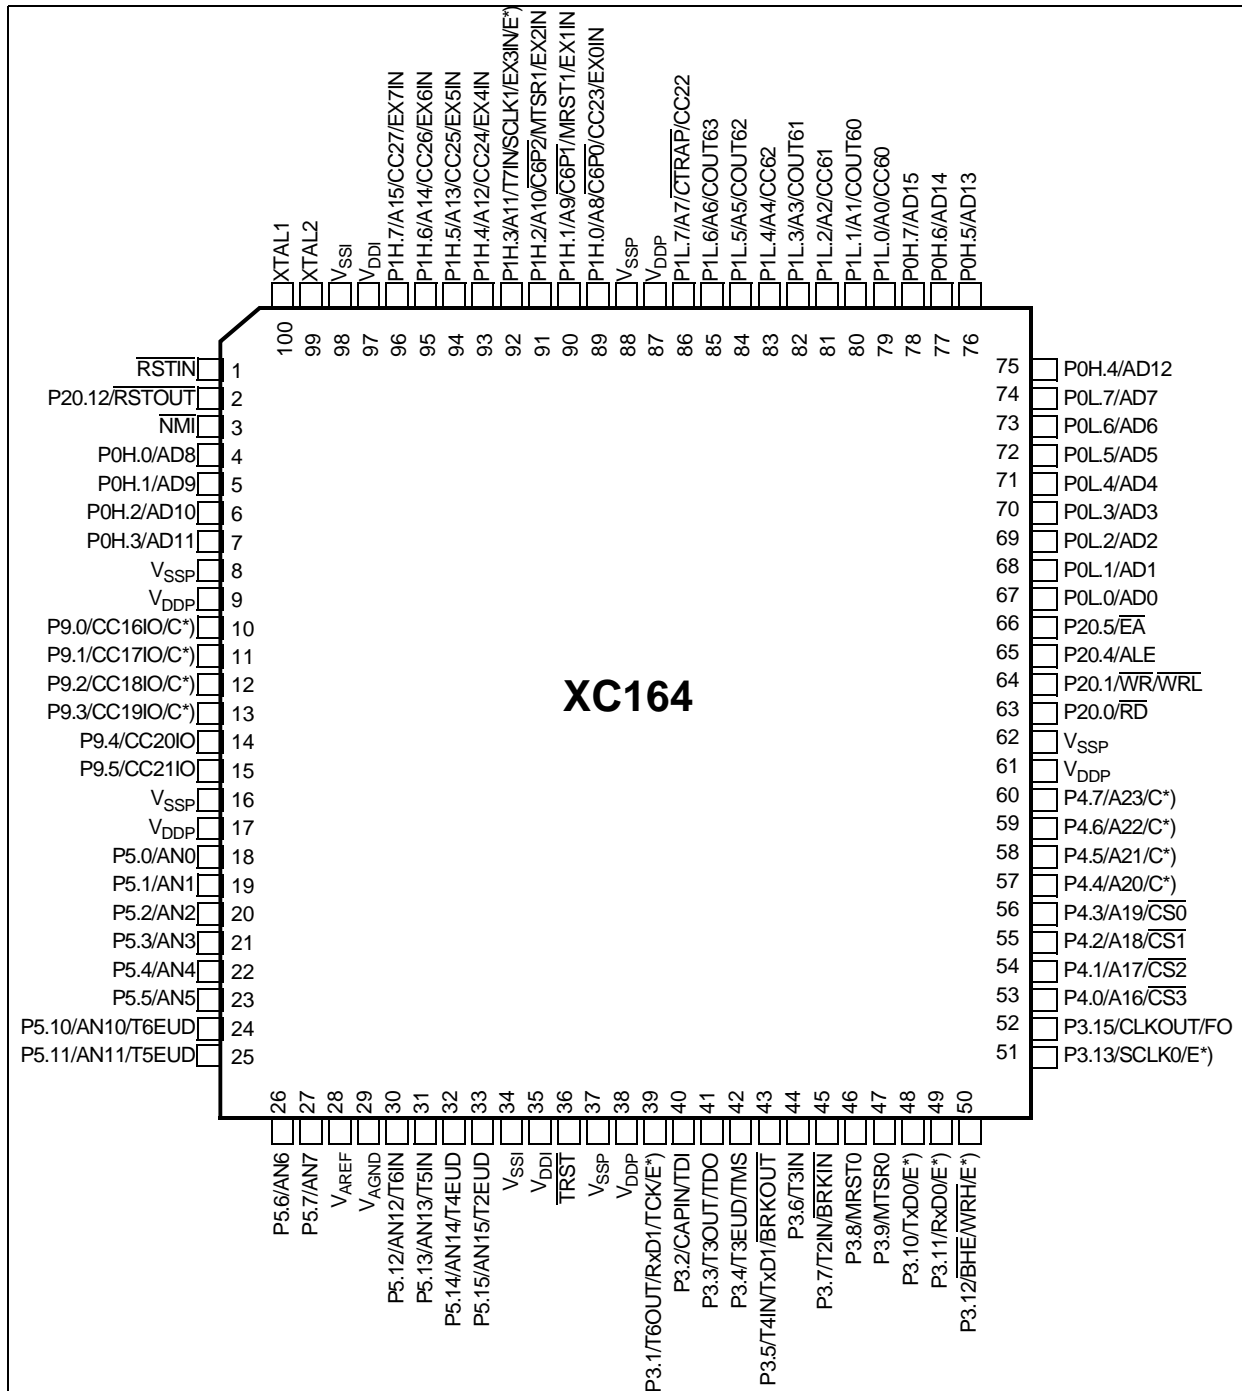 XTAL1
XTAL2
VSSI
VDDI
P1H.7/A15/CC27/EX7IN
P1H.6/A14/CC26/EX6IN
P1H.5/A13/CC25/EX5IN
P1H.4/A12/CC24/EX4IN
P1H.3/A11/T7IN/SCLK1/EX3IN/E*)
P1H.2/A10/C6P2/MTSR1/EX2IN
P1H.1/A9/C6P1/MRST1/EX1IN
P1H.0/A8/C6P0/CC23/EX0IN
VSSP
VDDP
P1L.7/A7/CTRAP/CC22
P1L.6/A6/COUT63
P1L.5/A5/COUT62
P1L.4/A4/CC62
P1L.3/A3/COUT61
P1L.2/A2/CC61
P1L.1/A1/COUT60
P1L.0/A0/CC60
P0H.7/AD15
P0H.6/AD14
P0H.5/AD13
100
99
98
97
96
95
94
93
92
91
90
89
88
87
86
85
84
83
82
81
80
79
78
77
76
RSTIN 1
P20.12/RSTOUT 2
NMI 3
P0H.0/AD8 4
P0H.1/AD9 5
P0H.2/AD10 6
P0H.3/AD11 7
VSSP 8
VDDP 9
P9.0/CC16IO/C*) 10
P9.1/CC17IO/C*) 11
P9.2/CC18IO/C*) 12
P9.3/CC19IO/C*) 13
P9.4/CC20IO 14
P9.5/CC21IO 15
VSSP 16
VDDP 17
P5.0/AN0 18
P5.1/AN1 19
P5.2/AN2 20
P5.3/AN3 21
P5.4/AN4 22
P5.5/AN5 23
P5.10/AN10/T6EUD 24
P5.11/AN11/T5EUD 25
XC164
75 P0H.4/AD12
74 P0L.7/AD7
73 P0L.6/AD6
72 P0L.5/AD5
71 P0L.4/AD4
70 P0L.3/AD3
69 P0L.2/AD2
68 P0L.1/AD1
67 P0L.0/AD0
66 P20.5/EA
65 P20.4/ALE
64 P20.1/WR/WRL
63 P20.0/RD
62 VSSP
61 VDDP
60 P4.7/A23/C*)
59 P4.6/A22/C*)
58 P4.5/A21/C*)
57 P4.4/A20/C*)
56 P4.3/A19/CS0
55 P4.2/A18/CS1
54 P4.1/A17/CS2
53 P4.0/A16/CS3
52 P3.15/CLKOUT/FO
51 P3.13/SCLK0/E*)
26
27
28
29
30
31
32
33
34
35
36
37
38
39
40
41
42
43
44
45
46
47
48
49
50
P5.6/AN6
P5.7/AN7
VAREF
VAGND
P5.12/AN12/T6IN
P5.13/AN13/T5IN
P5.14/AN14/T4EUD
P5.15/AN15/T2EUD
VSSI
VDDI
TRST
VSSP
VDDP
P3.1/T6OUT/RxD1/TCK/E*)
P3.2/CAPIN/TDI
P3.3/T3OUT/TDO
P3.4/T3EUD/TMS
P3.5/T4IN/TxD1/BRKOUT
P3.6/T3IN
P3.7/T2IN/BRKIN
P3.8/MRST0
P3.9/MTSR0
P3.10/TxD0/E*)
P3.11/RxD0/E*)
P3.12/BHE/WRH/E*)